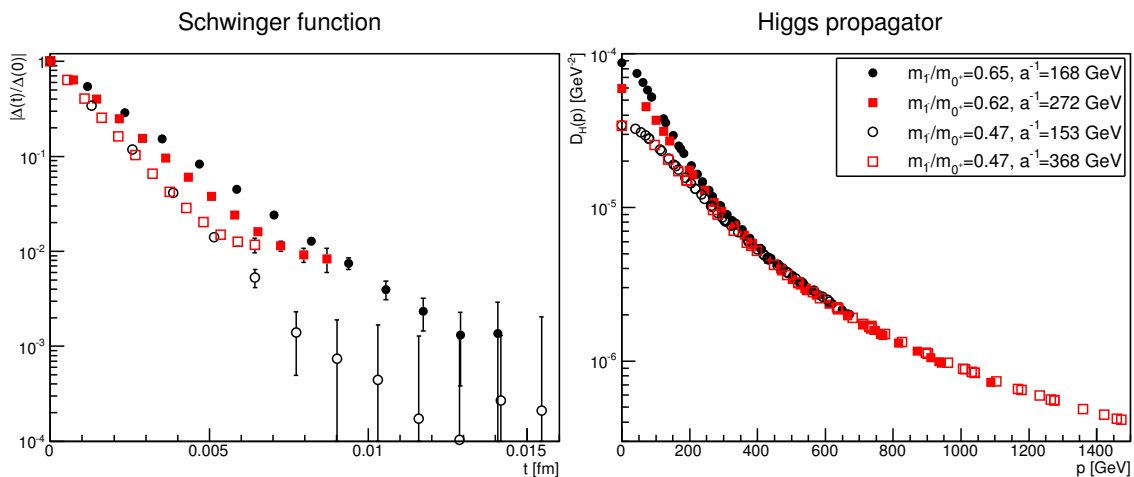 Schwinger function
|Δ(t)/Δ(0)|
1
10⁻¹
10⁻²
10⁻³
10⁻⁴
0 0.005 0.01 0.015
t [fm]
Higgs propagator
D_H(p) [GeV⁻²]
10⁻⁴
10⁻⁵
10⁻⁶
m₁⁻/m₀⁺=0.65, a⁻¹=168 GeV
m₁⁻/m₀⁺=0.62, a⁻¹=272 GeV
m₁⁻/m₀⁺=0.47, a⁻¹=153 GeV
m₁⁻/m₀⁺=0.47, a⁻¹=368 GeV
0 200 400 600 800 1000 1200 1400
p [GeV]